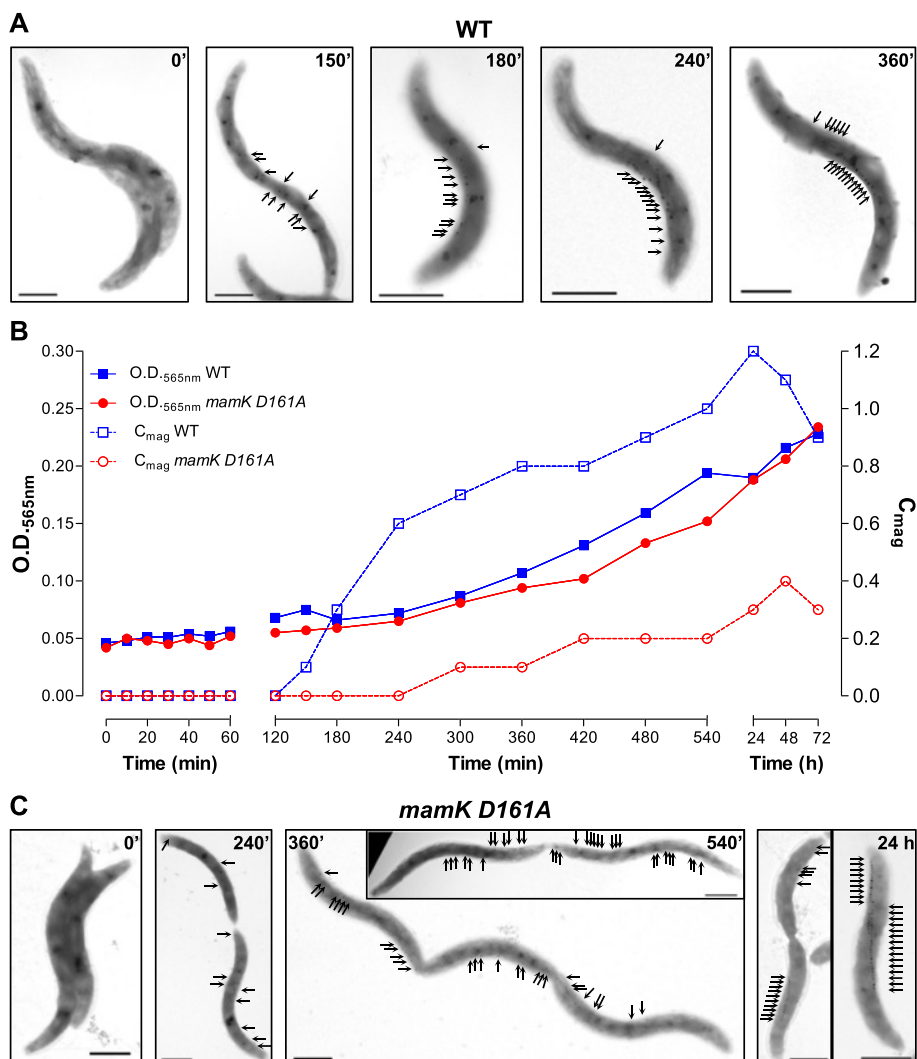 A
WT
0’ 150’ 180’ 240’ 360’
B
0.30 1.2
O.D.565nm WT
O.D.565nm mamK D161A
Cmag WT
Cmag mamK D161A
0.25 1.0
0.20 0.8
0.15 0.6
0.10 0.4
0.05 0.2
0.00 0.0
O.D.565nm
Cmag
0 20 40 60 120 180 240 300 360 420 480 540 24 48 72
Time (min) Time (min) Time (h)
C
mamK D161A
0’ 240’ 360’ 540’ 24 h